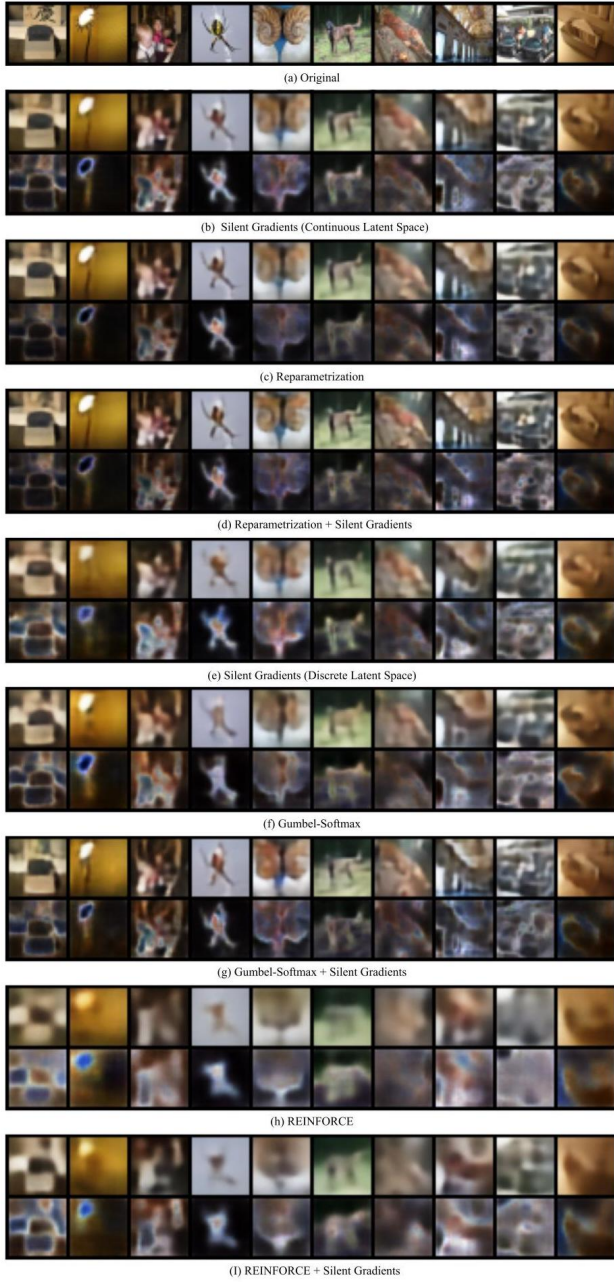 (a) Original
(b) Silent Gradients (Continuous Latent Space)
(c) Reparametrization
(d) Reparametrization + Silent Gradients
(e) Silent Gradients (Discrete Latent Space)
(f) Gumbel-Softmax
(g) Gumbel-Softmax + Silent Gradients
(h) REINFORCE
(I) REINFORCE + Silent Gradients